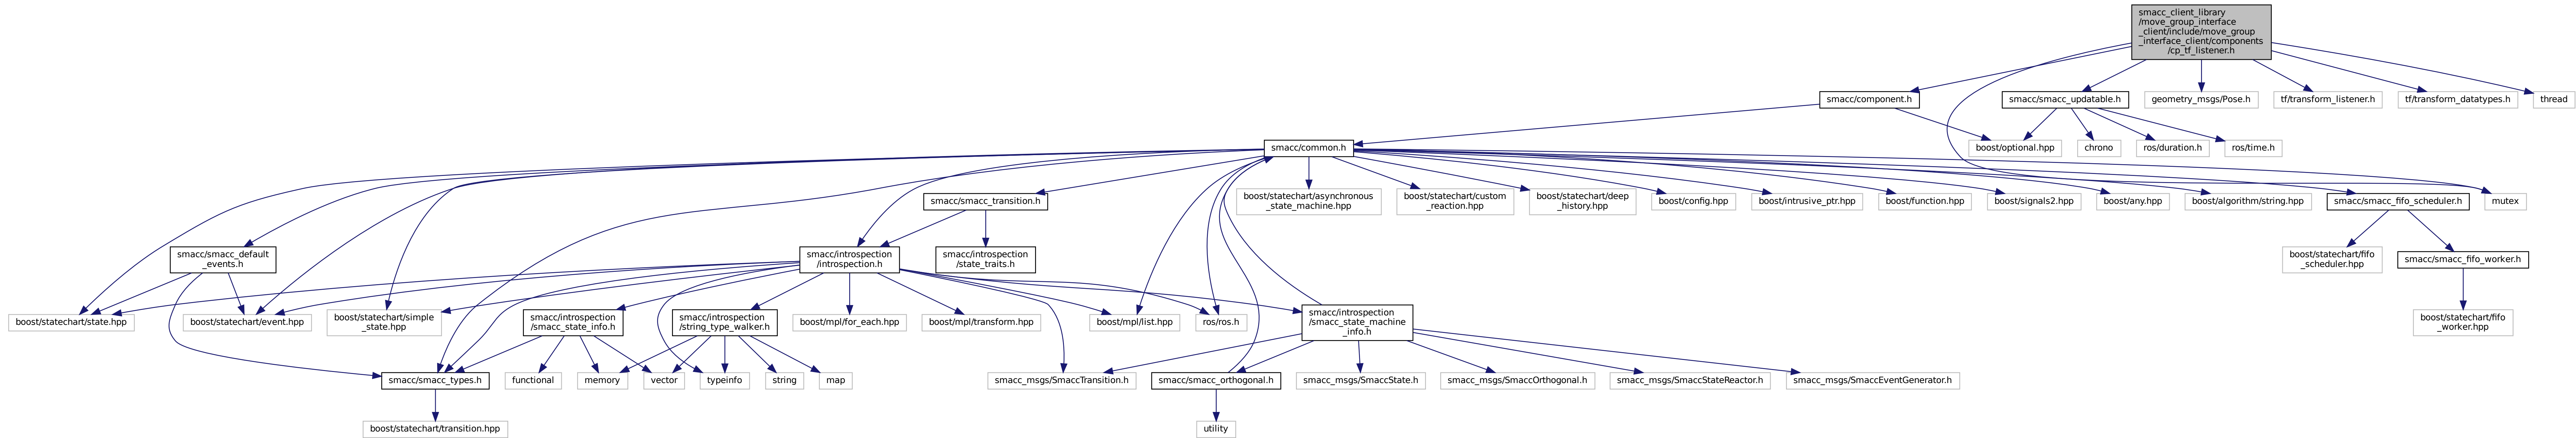 smacc_client_library
/move_group_interface
_client/include/move_group
_interface_client/components
/cp_tf_listener.h
smacc/component.h
smacc/smacc_updatable.h
geometry_msgs/Pose.h
tf/transform_listener.h
tf/transform_datatypes.h
thread
smacc/common.h
boost/optional.hpp
chrono
ros/duration.h
ros/time.h
smacc/smacc_transition.h
boost/statechart/asynchronous
_state_machine.hpp
boost/statechart/custom
_reaction.hpp
boost/statechart/deep
_history.hpp
boost/config.hpp
boost/intrusive_ptr.hpp
boost/function.hpp
boost/signals2.hpp
boost/any.hpp
boost/algorithm/string.hpp
smacc/smacc_fifo_scheduler.h
mutex
smacc/smacc_default
_events.h
smacc/introspection
/introspection.h
smacc/introspection
/state_traits.h
boost/statechart/fifo
_scheduler.hpp
smacc/smacc_fifo_worker.h
boost/statechart/state.hpp
boost/statechart/event.hpp
boost/statechart/simple
_state.hpp
smacc/introspection
/smacc_state_info.h
smacc/introspection
/string_type_walker.h
boost/mpl/for_each.hpp
boost/mpl/transform.hpp
boost/mpl/list.hpp
ros/ros.h
smacc/introspection
/smacc_state_machine
_info.h
boost/statechart/fifo
_worker.hpp
smacc/smacc_types.h
functional
memory
vector
typeinfo
string
map
smacc_msgs/SmaccTransition.h
smacc/smacc_orthogonal.h
smacc_msgs/SmaccState.h
smacc_msgs/SmaccOrthogonal.h
smacc_msgs/SmaccStateReactor.h
smacc_msgs/SmaccEventGenerator.h
boost/statechart/transition.hpp
utility